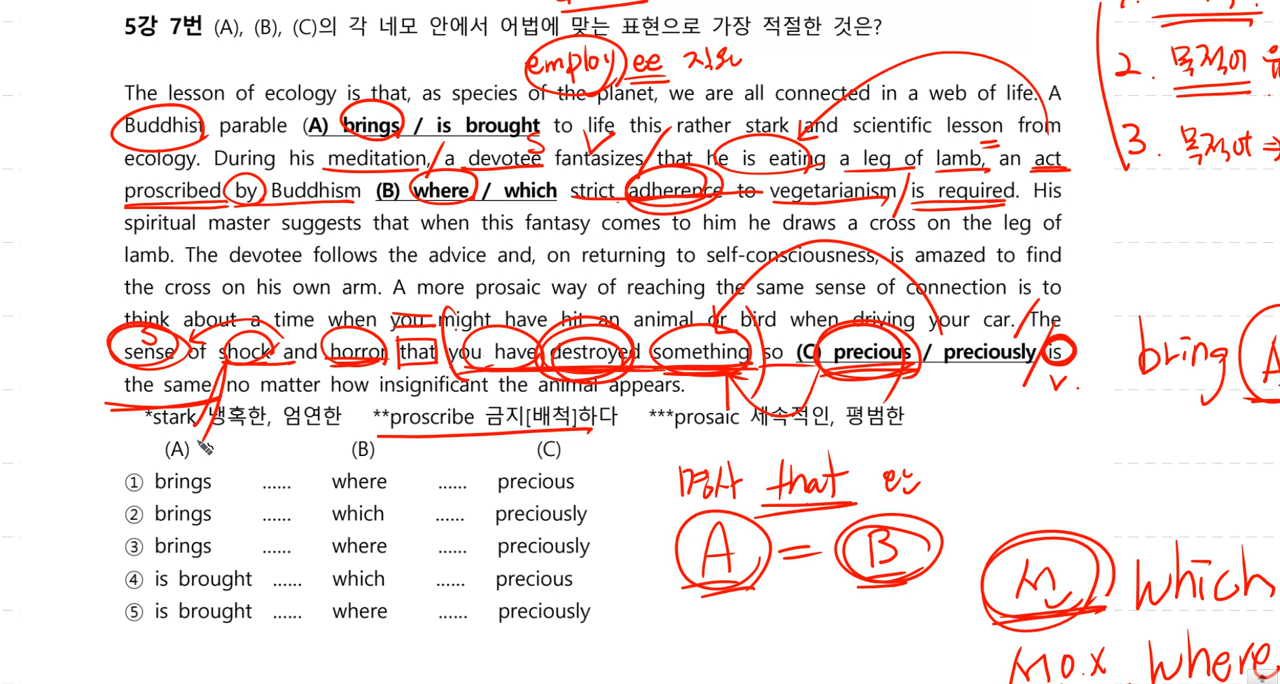 5강 7번 (A), (B), (C)의 각 네모 안에서 어법에 맞는 표현으로 가장 적절한 것은?
employee 직원
The lesson of ecology is that, as species of the planet, we are all connected in a web of life. A
Buddhist parable (A) brings / is brought to life this rather stark and scientific lesson from
ecology. During his meditation, a devotee fantasizes that he is eating a leg of lamb, an act
proscribed by Buddhism (B) where / which strict adherence to vegetarianism is required. His
spiritual master suggests that when this fantasy comes to him he draws a cross on the leg of
lamb. The devotee follows the advice and, on returning to self-consciousness, is amazed to find
the cross on his own arm. A more prosaic way of reaching the same sense of connection is to
think about a time when you might have hit an animal or bird when driving your car. The
sense of shock and horror that you have destroyed something so (C) precious / preciously is
the same, no matter how insignificant the animal appears.
*stark 냉혹한, 엄연한 **proscribe 금지[배척]하다 ***prosaic 세속적인, 평범한
(A) (B) (C)
① brings ...... where ...... precious
② brings ...... which ...... preciously
③ brings ...... where ...... preciously
④ is brought ...... which ...... precious
⑤ is brought ...... where ...... preciously
2. 목적어
3. 목적어 ⇒
S
S
V.
bring A
명사 that
A = B
which
where